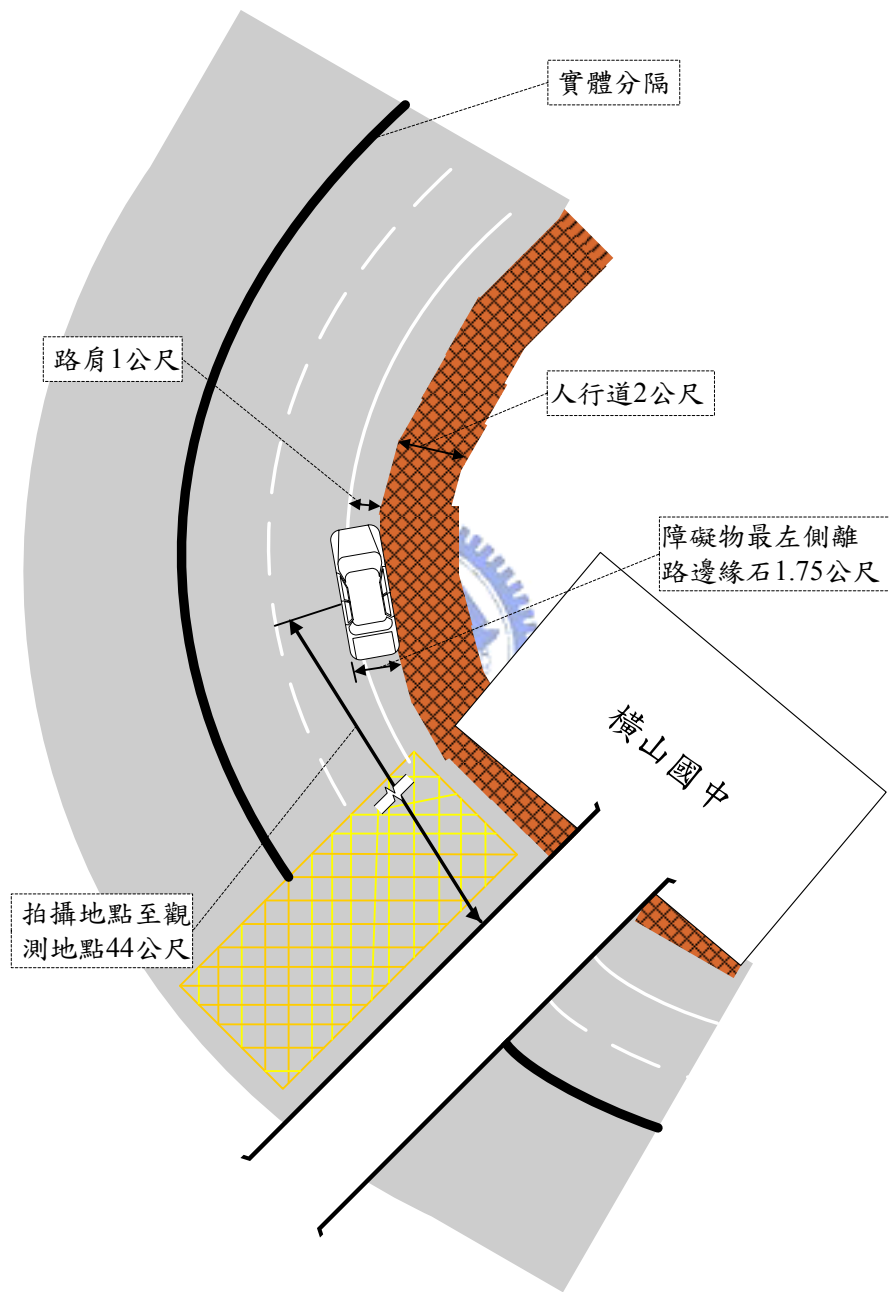 實體分隔
路肩1公尺
人行道2公尺
障礙物最左側離
路邊緣石1.75公尺
橫山國中
拍攝地點至觀
測地點44公尺